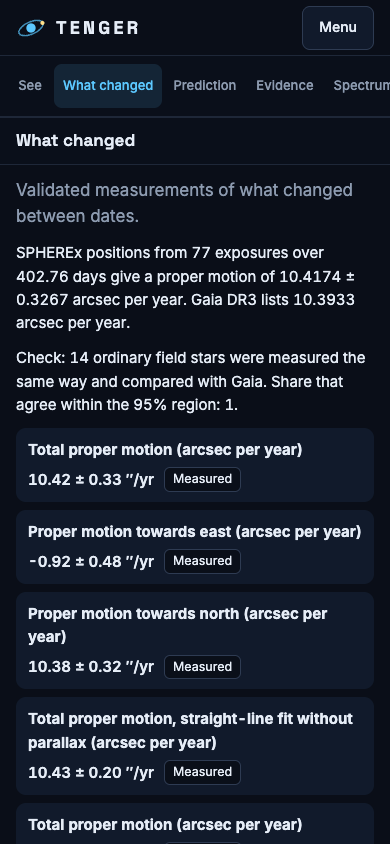 TENGER
Menu
See
What changed
Prediction
Evidence
Spectrum
What changed
Validated measurements of what changed
between dates.
SPHEREx positions from 77 exposures over
402.76 days give a proper motion of 10.4174 ±
0.3267 arcsec per year. Gaia DR3 lists 10.3933
arcsec per year.
Check: 14 ordinary field stars were measured the
same way and compared with Gaia. Share that
agree within the 95% region: 1.
Total proper motion (arcsec per year)
10.42 ± 0.33 ″/yr Measured
Proper motion towards east (arcsec per year)
-0.92 ± 0.48 ″/yr Measured
Proper motion towards north (arcsec per
year)
10.38 ± 0.32 ″/yr Measured
Total proper motion, straight-line fit without
parallax (arcsec per year)
10.43 ± 0.20 ″/yr Measured
Total proper motion (arcsec per year)